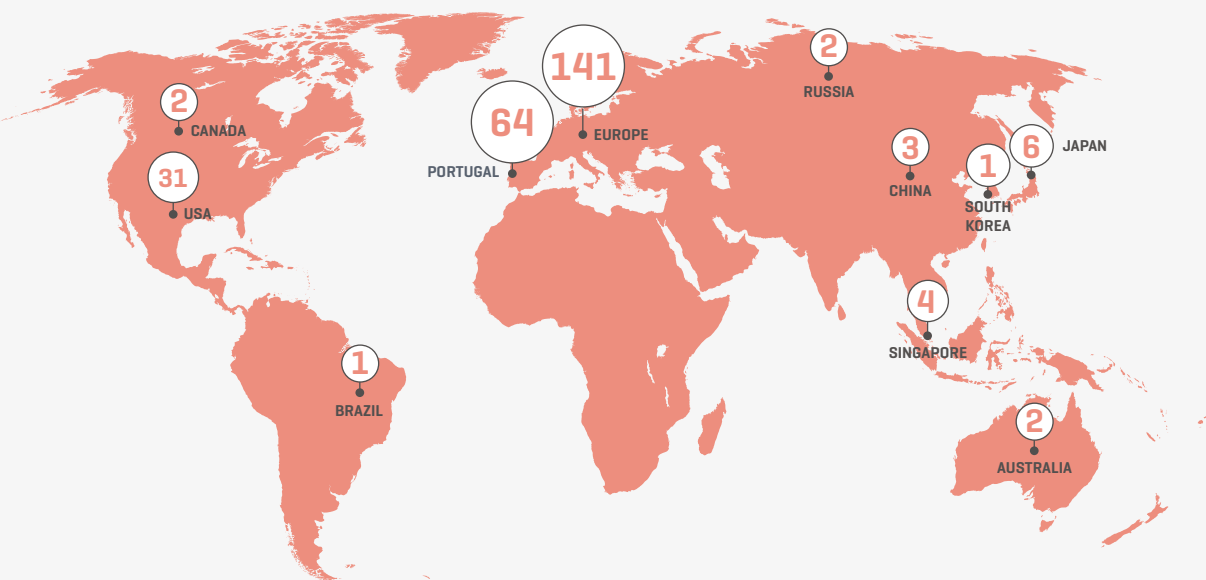 2
CANADA
31
USA
1
BRAZIL
64
PORTUGAL
141
EUROPE
2
RUSSIA
3
CHINA
1
SOUTH
KOREA
6
JAPAN
4
SINGAPORE
2
AUSTRALIA